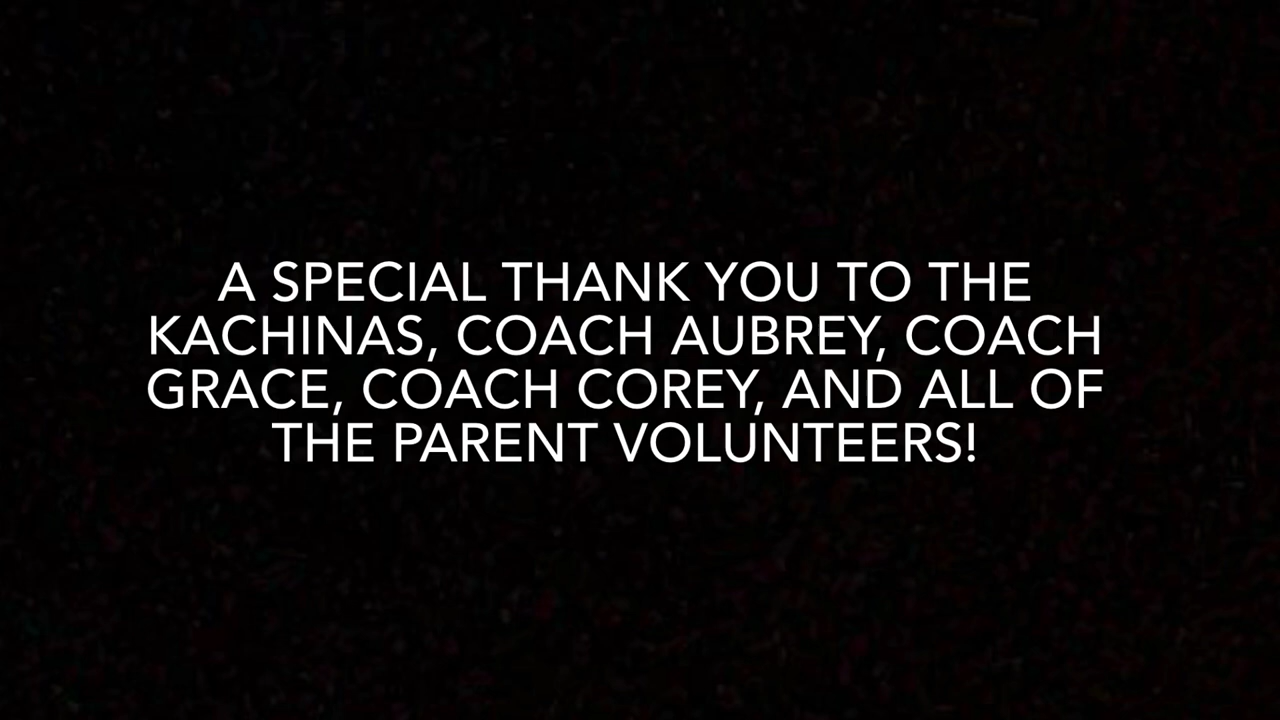 A SPECIAL THANK YOU TO THE
KACHINAS, COACH AUBREY, COACH
GRACE, COACH COREY, AND ALL OF
THE PARENT VOLUNTEERS!